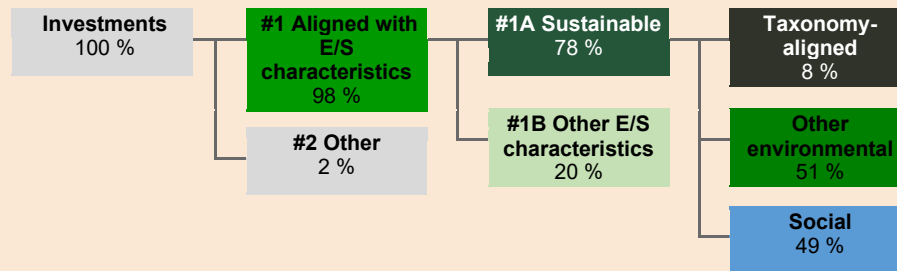 Investments
100 %
#1 Aligned with
E/S
characteristics
98 %
#2 Other
2 %
#1A Sustainable
78 %
#1B Other E/S
characteristics
20 %
Taxonomy-
aligned
8 %
Other
environmental
51 %
Social
49 %